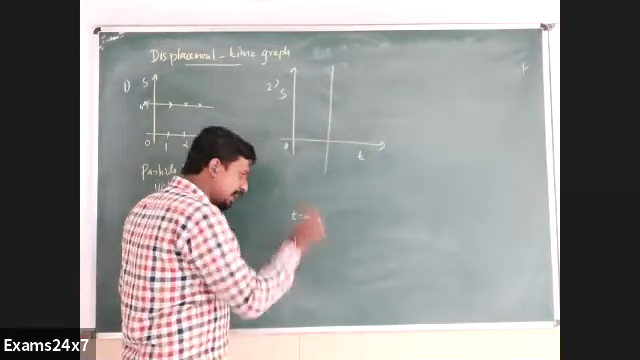 Displacement - time graph
1)
S
0 1 2
Particle
2)
S
0
t
t=
Exams24x7